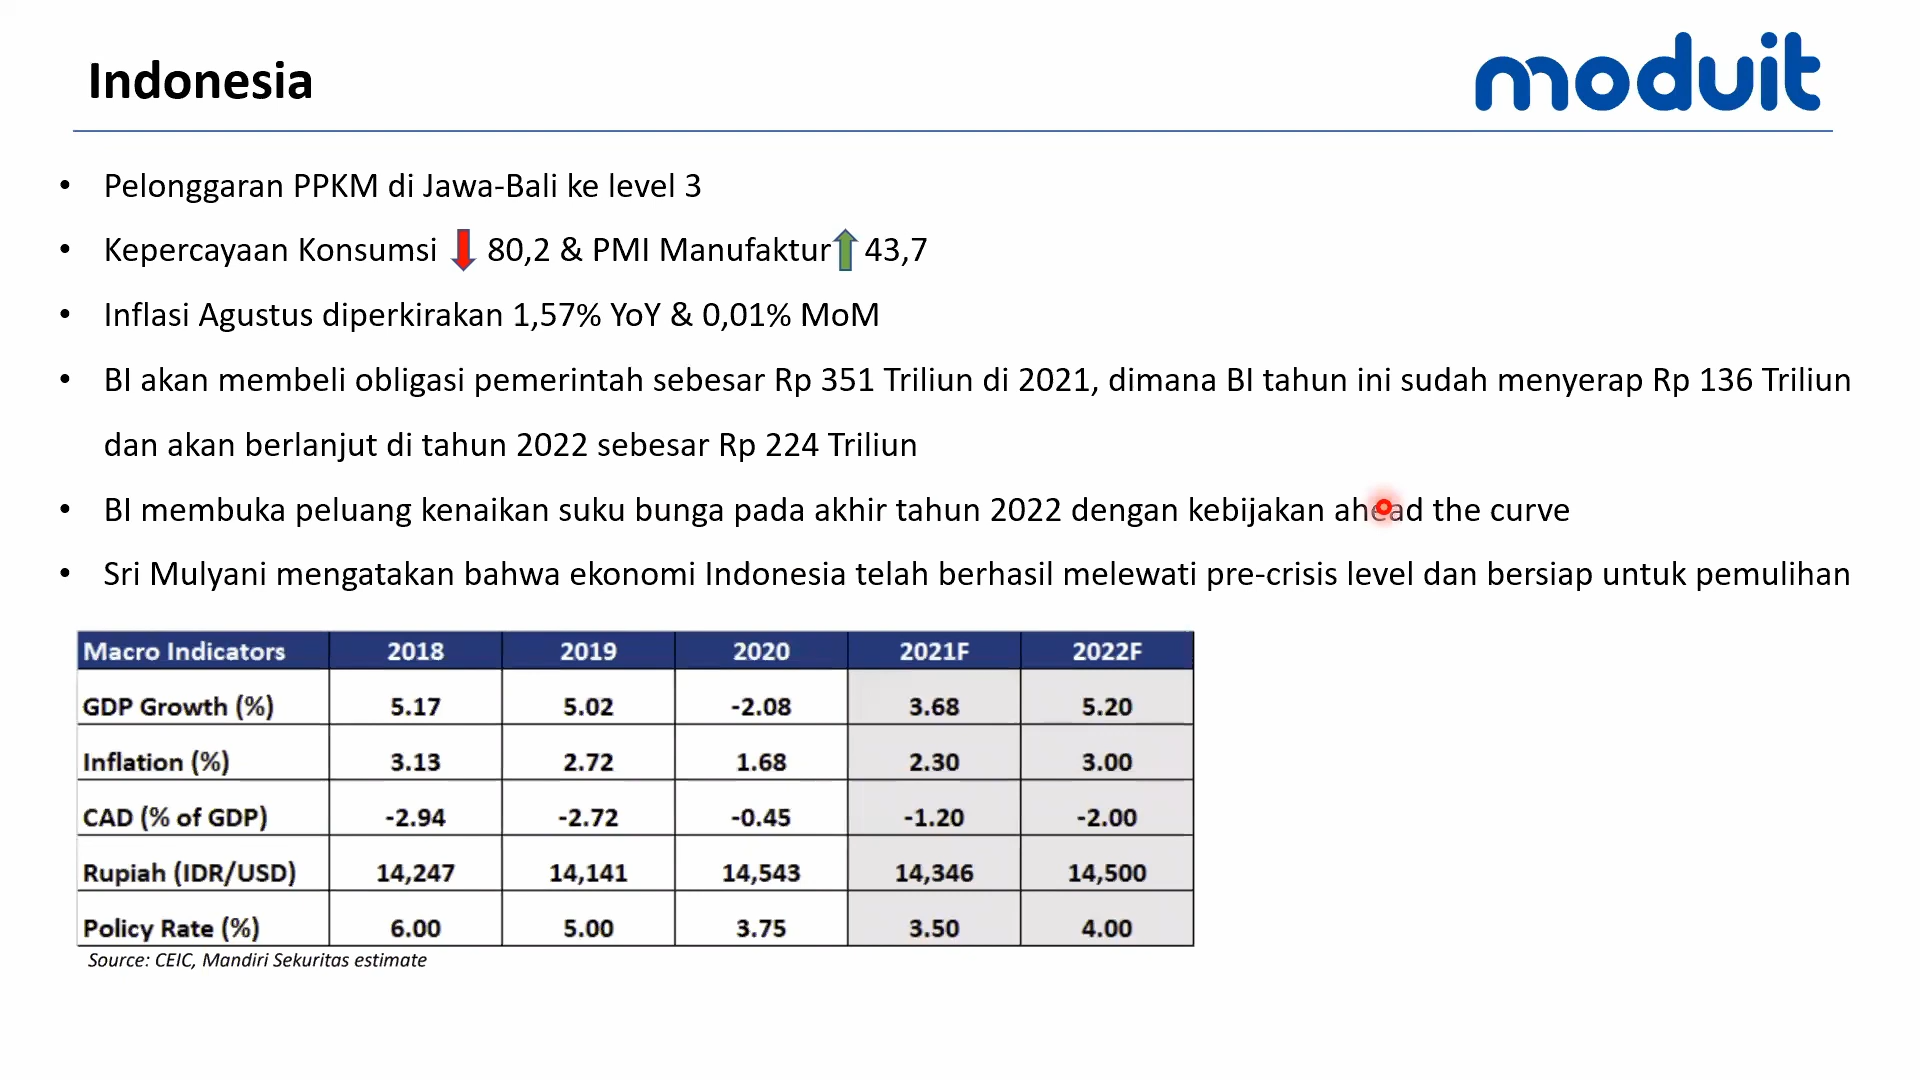 Indonesia
moduit
• Pelonggaran PPKM di Jawa-Bali ke level 3
• Kepercayaan Konsumsi 80,2 & PMI Manufaktur 43,7
• Inflasi Agustus diperkirakan 1,57% YoY & 0,01% MoM
• BI akan membeli obligasi pemerintah sebesar Rp 351 Triliun di 2021, dimana BI tahun ini sudah menyerap Rp 136 Triliun
dan akan berlanjut di tahun 2022 sebesar Rp 224 Triliun
• BI membuka peluang kenaikan suku bunga pada akhir tahun 2022 dengan kebijakan ahead the curve
• Sri Mulyani mengatakan bahwa ekonomi Indonesia telah berhasil melewati pre-crisis level dan bersiap untuk pemulihan
Macro Indicators 2018 2019 2020 2021F 2022F
GDP Growth (%) 5.17 5.02 -2.08 3.68 5.20
Inflation (%) 3.13 2.72 1.68 2.30 3.00
CAD (% of GDP) -2.94 -2.72 -0.45 -1.20 -2.00
Rupiah (IDR/USD) 14,247 14,141 14,543 14,346 14,500
Policy Rate (%) 6.00 5.00 3.75 3.50 4.00
Source: CEIC, Mandiri Sekuritas estimate